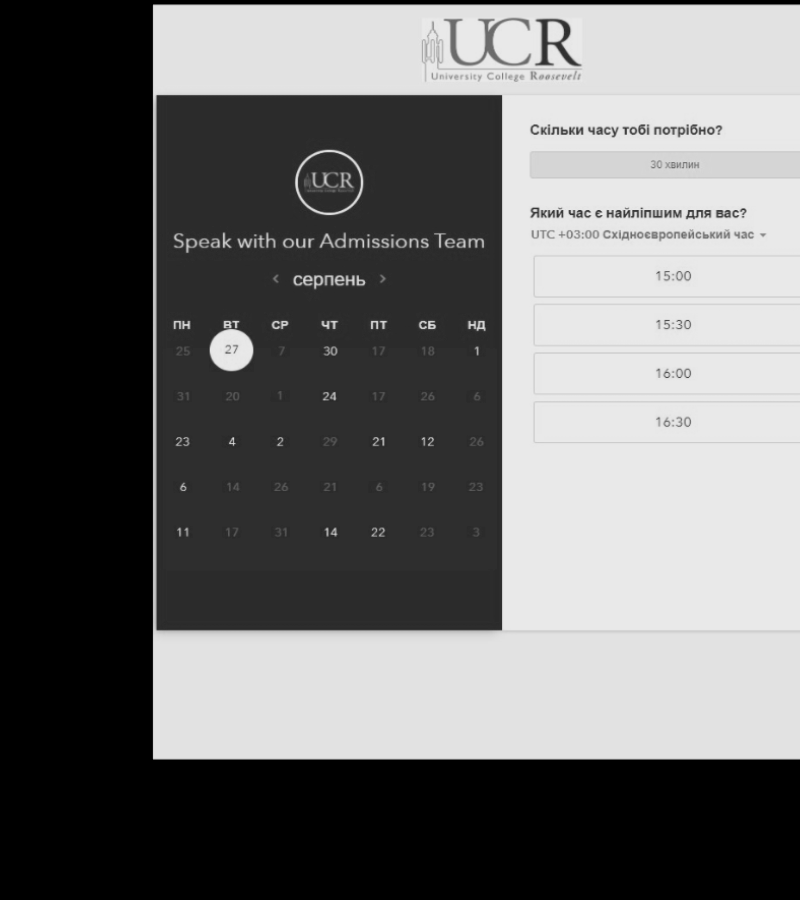 UCR
University College Roosevelt
UCR
Speak with our Admissions Team
серпень
ПН ВТ СР ЧТ ПТ СБ НД
25 27 7 30 17 18 1
31 20 1 24 17 26 6
23 4 2 29 21 12 26
6 14 26 21 6 19 23
11 17 31 14 22 23 3
Скільки часу тобі потрібно?
30 хвилин
Який час є найліпшим для вас?
UTC +03:00 Східноєвропейський час
15:00
15:30
16:00
16:30